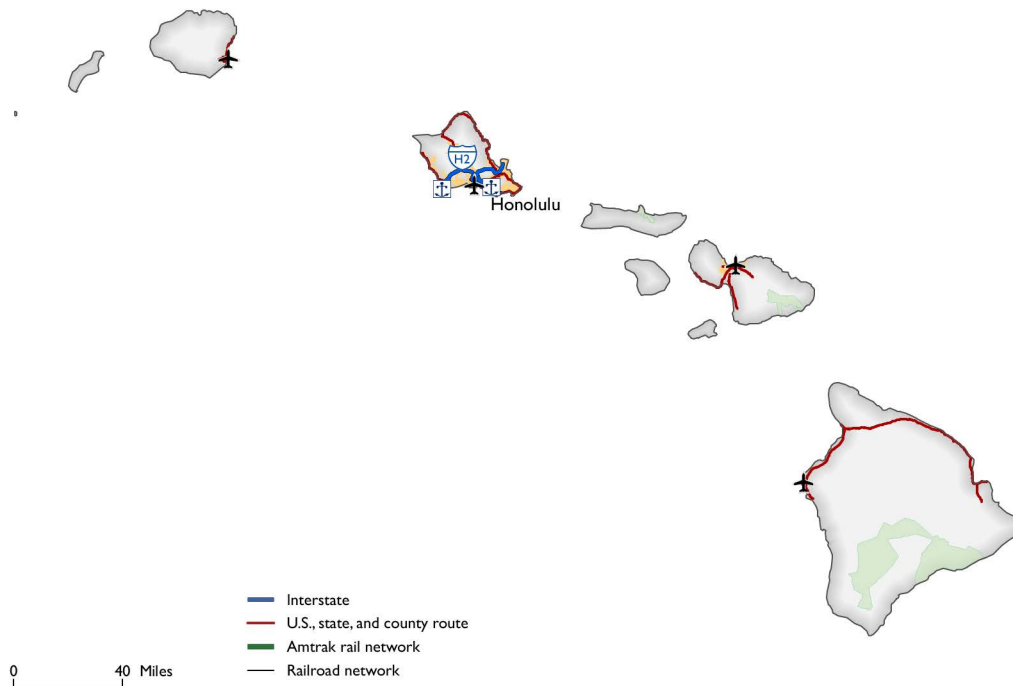 H2
Honolulu
Interstate
U.S., state, and county route
Amtrak rail network
Railroad network
0 40 Miles